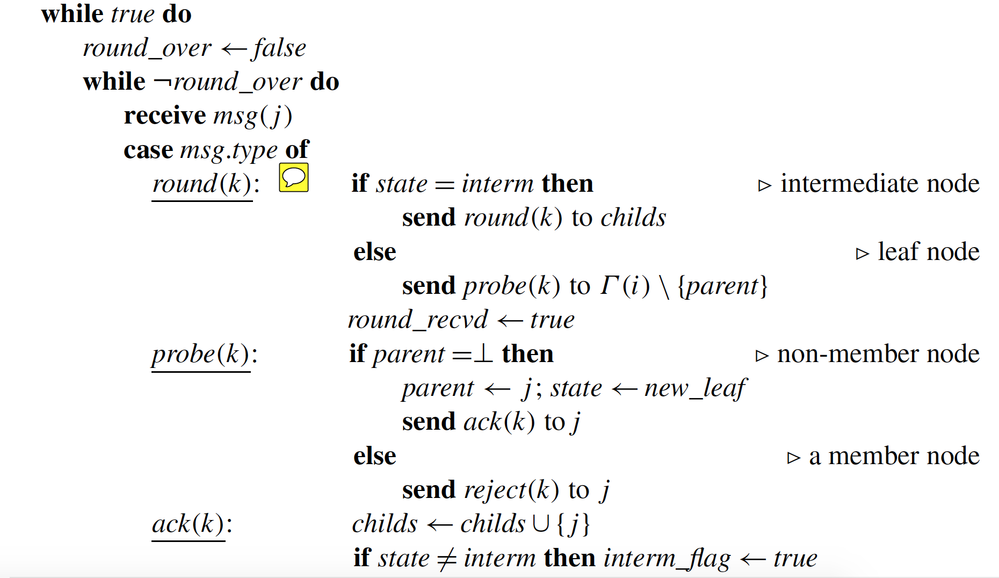 while true do
round_over ← false
while ¬round_over do
receive msg(j)
case msg.type of
round(k): if state = interm then ▷ intermediate node
send round(k) to childs
else ▷ leaf node
send probe(k) to Γ(i) \ {parent}
round_recvd ← true
probe(k): if parent =⊥ then ▷ non-member node
parent ← j; state ← new_leaf
send ack(k) to j
else ▷ a member node
send reject(k) to j
ack(k): childs ← childs ∪ {j}
if state ≠ interm then interm_flag ← true